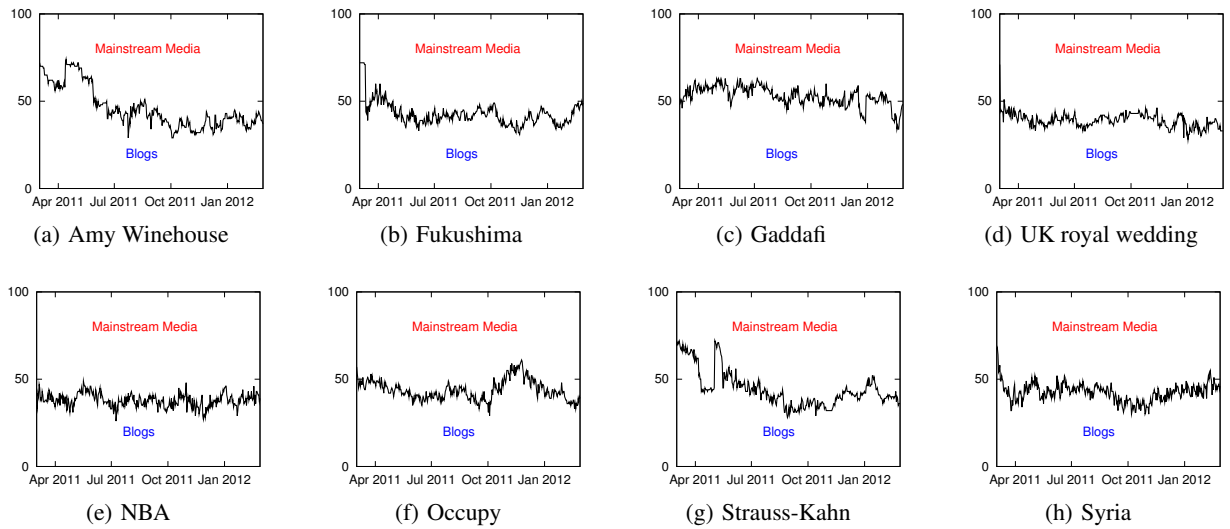 100
50
0
Mainstream Media
Blogs
Apr 2011 Jul 2011 Oct 2011 Jan 2012
(a) Amy Winehouse
100
50
0
Mainstream Media
Blogs
Apr 2011 Jul 2011 Oct 2011 Jan 2012
(b) Fukushima
100
50
0
Mainstream Media
Blogs
Apr 2011 Jul 2011 Oct 2011 Jan 2012
(c) Gaddafi
100
50
0
Mainstream Media
Blogs
Apr 2011 Jul 2011 Oct 2011 Jan 2012
(d) UK royal wedding
100
50
0
Mainstream Media
Blogs
Apr 2011 Jul 2011 Oct 2011 Jan 2012
(e) NBA
100
50
0
Mainstream Media
Blogs
Apr 2011 Jul 2011 Oct 2011 Jan 2012
(f) Occupy
100
50
0
Mainstream Media
Blogs
Apr 2011 Jul 2011 Oct 2011 Jan 2012
(g) Strauss-Kahn
100
50
0
Mainstream Media
Blogs
Apr 2011 Jul 2011 Oct 2011 Jan 2012
(h) Syria